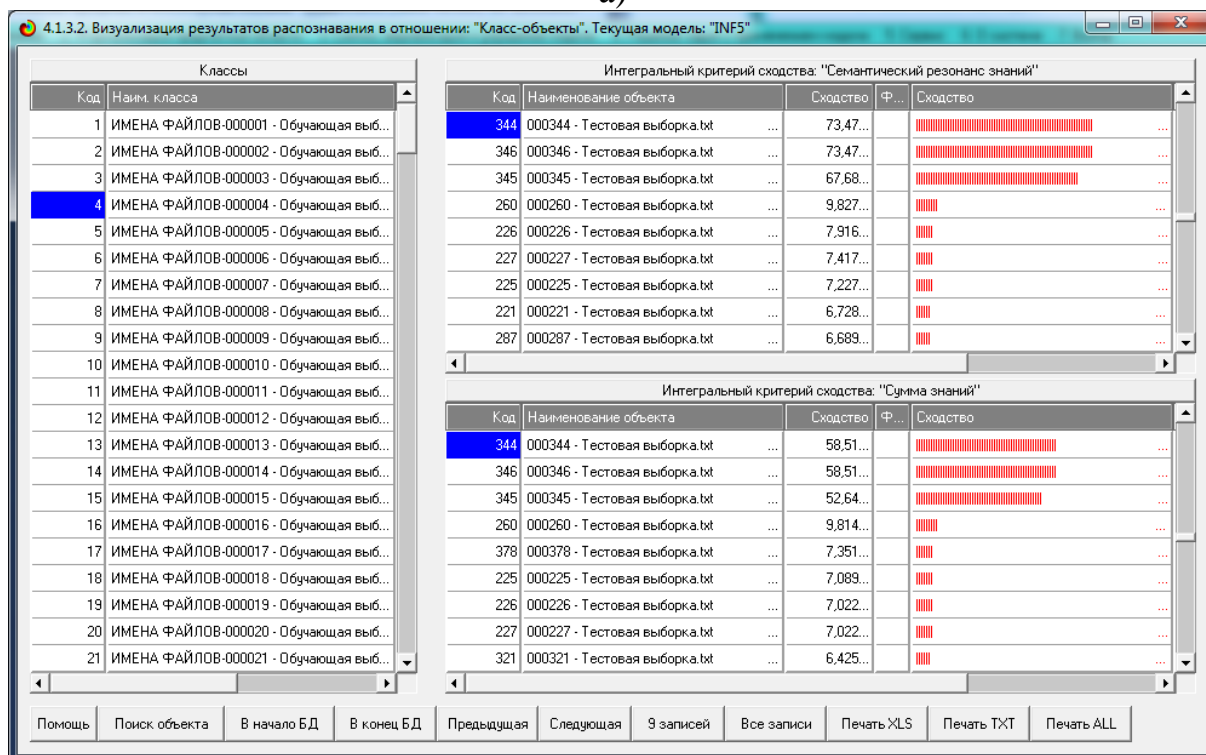 а)
4.1.3.2. Визуализация результатов распознавания в отношении: "Класс-объекты". Текущая модель: "INF5"
Классы
Код Наим. класса
1 ИМЕНА ФАЙЛОВ-000001 - Обучающая выб...
2 ИМЕНА ФАЙЛОВ-000002 - Обучающая выб...
3 ИМЕНА ФАЙЛОВ-000003 - Обучающая выб...
4 ИМЕНА ФАЙЛОВ-000004 - Обучающая выб...
5 ИМЕНА ФАЙЛОВ-000005 - Обучающая выб...
6 ИМЕНА ФАЙЛОВ-000006 - Обучающая выб...
7 ИМЕНА ФАЙЛОВ-000007 - Обучающая выб...
8 ИМЕНА ФАЙЛОВ-000008 - Обучающая выб...
9 ИМЕНА ФАЙЛОВ-000009 - Обучающая выб...
10 ИМЕНА ФАЙЛОВ-000010 - Обучающая выб...
11 ИМЕНА ФАЙЛОВ-000011 - Обучающая выб...
12 ИМЕНА ФАЙЛОВ-000012 - Обучающая выб...
13 ИМЕНА ФАЙЛОВ-000013 - Обучающая выб...
14 ИМЕНА ФАЙЛОВ-000014 - Обучающая выб...
15 ИМЕНА ФАЙЛОВ-000015 - Обучающая выб...
16 ИМЕНА ФАЙЛОВ-000016 - Обучающая выб...
17 ИМЕНА ФАЙЛОВ-000017 - Обучающая выб...
18 ИМЕНА ФАЙЛОВ-000018 - Обучающая выб...
19 ИМЕНА ФАЙЛОВ-000019 - Обучающая выб...
20 ИМЕНА ФАЙЛОВ-000020 - Обучающая выб...
21 ИМЕНА ФАЙЛОВ-000021 - Обучающая выб...
Интегральный критерий сходства: "Семантический резонанс знаний"
Код Наименование объекта Сходство Ф... Сходство
344 000344 - Тестовая выборка.txt ... 73,47... ...
346 000346 - Тестовая выборка.txt ... 73,47... ...
345 000345 - Тестовая выборка.txt ... 67,68... ...
260 000260 - Тестовая выборка.txt ... 9,827... ...
226 000226 - Тестовая выборка.txt ... 7,916... ...
227 000227 - Тестовая выборка.txt ... 7,417... ...
225 000225 - Тестовая выборка.txt ... 7,227... ...
221 000221 - Тестовая выборка.txt ... 6,728... ...
287 000287 - Тестовая выборка.txt ... 6,689... ...
Интегральный критерий сходства: "Сумма знаний"
Код Наименование объекта Сходство Ф... Сходство
344 000344 - Тестовая выборка.txt ... 58,51... ...
346 000346 - Тестовая выборка.txt ... 58,51... ...
345 000345 - Тестовая выборка.txt ... 52,64... ...
260 000260 - Тестовая выборка.txt ... 9,814... ...
378 000378 - Тестовая выборка.txt ... 7,351... ...
225 000225 - Тестовая выборка.txt ... 7,089... ...
226 000226 - Тестовая выборка.txt ... 7,022... ...
227 000227 - Тестовая выборка.txt ... 7,022... ...
321 000321 - Тестовая выборка.txt ... 6,425... ...
Помощь Поиск объекта В начало БД В конец БД Предыдущая Следующая 9 записей Все записи Печать XLS Печать TXT Печать ALL